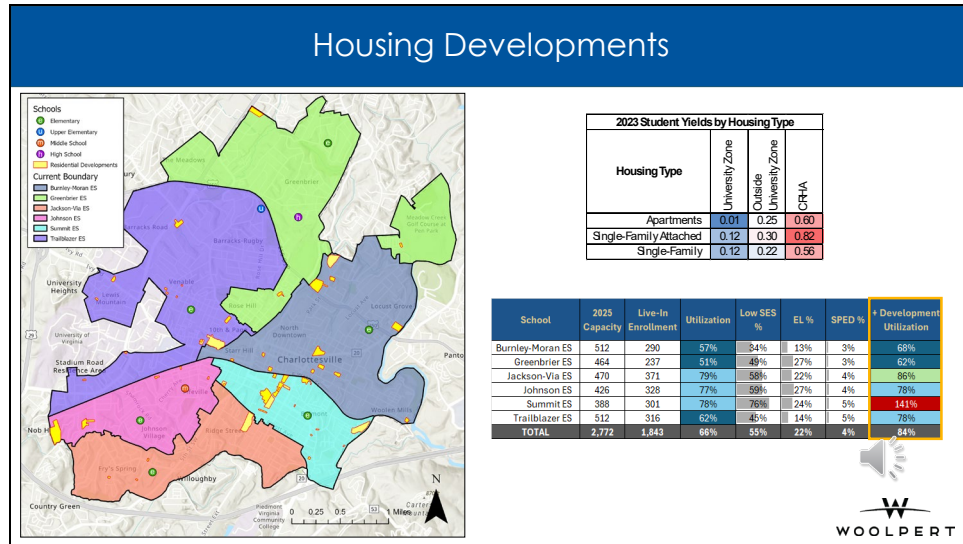 Housing Developments
Schools
Elementary
Upper Elementary
Middle School
High School
Residential Developments
Current Boundary
Burnley-Moran ES
Greenbrier ES
Jackson-Via ES
Johnson ES
Summit ES
Trailblazer ES
The Meadows
Greenbrier
Meadow Creek
Golf Course at
Pen Park
Barracks Road
Barracks Rugby
University
Heights
Lewis
Mountain
Venable
Rose Hill
Locust Grove
University of
Virginia
10th & Page
North
Downtown
Starr Hill
Charlottesville
Stadium Road
Residence Area
Woolen Mills
Johnson
Village
Ridge Street
Fry's Spring
Willoughby
Country Green
Piedmont
Virginia
Community
College
29
20
20
53
N
0 0.25 0.5 1 Miles
2023 Student Yields by Housing Type
Housing Type University Zone Outside University Zone CRHA
Apartments 0.01 0.25 0.60
Single-Family Attached 0.12 0.30 0.82
Single-Family 0.12 0.22 0.56
School 2025 Capacity Live-In Enrollment Utilization Low SES % EL % SPED % + Development Utilization
Burnley-Moran ES 512 290 57% 34% 13% 3% 68%
Greenbrier ES 464 237 51% 49% 27% 3% 62%
Jackson-Via ES 470 371 79% 58% 22% 4% 86%
Johnson ES 426 328 77% 59% 27% 4% 78%
Summit ES 388 301 78% 76% 24% 5% 141%
Trailblazer ES 512 316 62% 45% 14% 5% 78%
TOTAL 2,772 1,843 66% 55% 22% 4% 84%
WOOLPERT